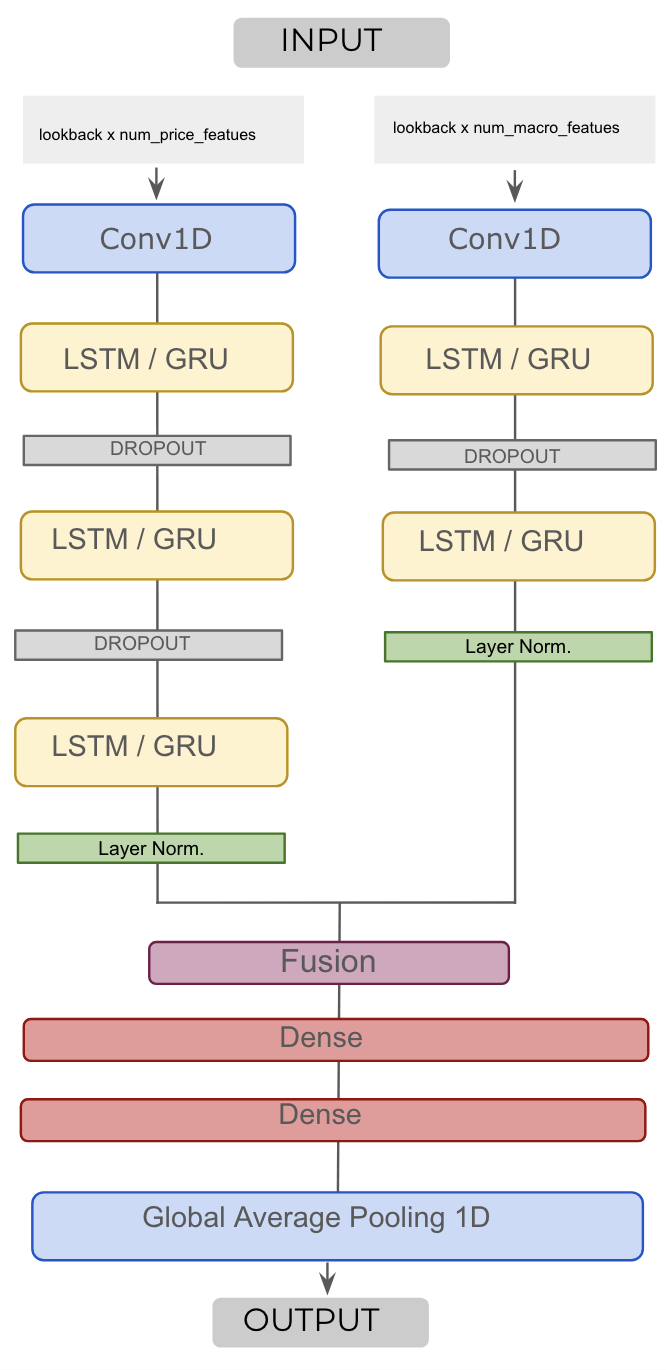 INPUT
lookback x num_price_featues
lookback x num_macro_featues
Conv1D
Conv1D
LSTM / GRU
LSTM / GRU
DROPOUT
DROPOUT
LSTM / GRU
LSTM / GRU
DROPOUT
Layer Norm.
LSTM / GRU
Layer Norm.
Fusion
Dense
Dense
Global Average Pooling 1D
OUTPUT